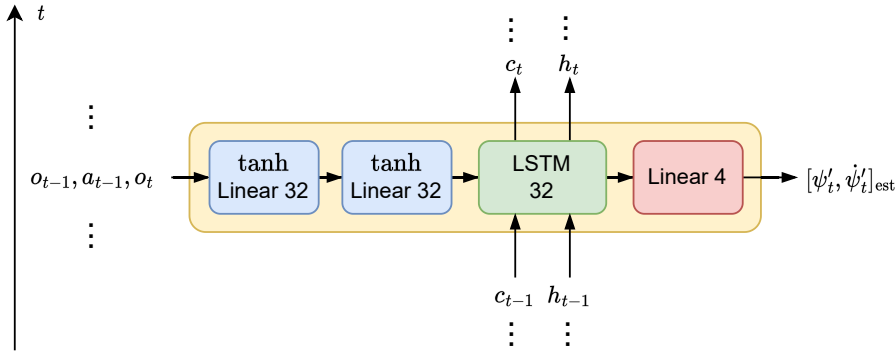 t
⋮
⋮ ⋮
c_t h_t
o_{t−1}, a_{t−1}, o_t
tanh
Linear 32
tanh
Linear 32
LSTM
32
Linear 4
[ψ′_t, ψ̇′_t]_est
⋮
c_{t−1} h_{t−1}
⋮ ⋮